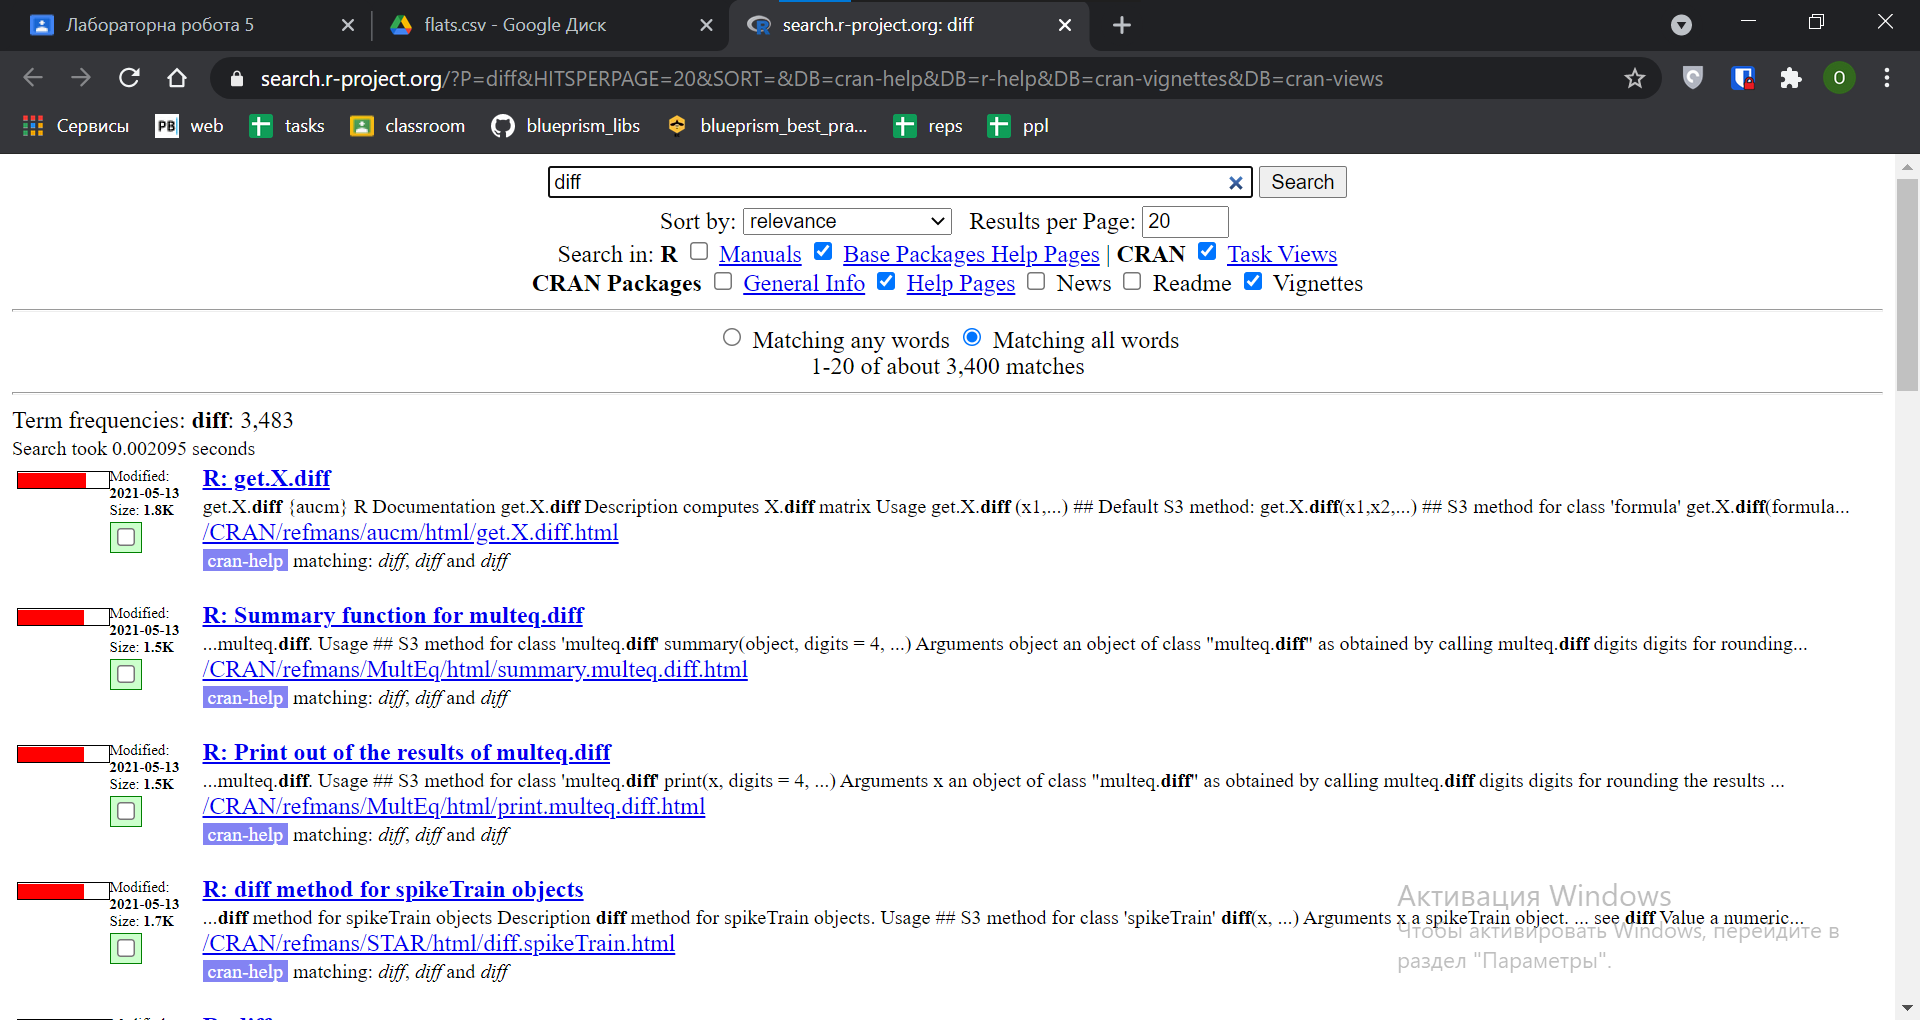 Лабораторна робота 5
flats.csv - Google Диск
search.r-project.org: diff
search.r-project.org/?P=diff&HITSPERPAGE=20&SORT=&DB=cran-help&DB=r-help&DB=cran-vignettes&DB=cran-views
O
Сервисы PB web tasks classroom blueprism_libs blueprism_best_pra... reps ppl
diff Search
Sort by: relevance Results per Page: 20
Search in: R Manuals Base Packages Help Pages | CRAN Task Views
CRAN Packages General Info Help Pages News Readme Vignettes
Matching any words Matching all words
1-20 of about 3,400 matches
Term frequencies: diff: 3,483
Search took 0.002095 seconds
Modified:
2021-05-13
Size: 1.8K
R: get.X.diff
get.X.diff {aucm} R Documentation get.X.diff Description computes X.diff matrix Usage get.X.diff (x1,...) ## Default S3 method: get.X.diff(x1,x2,...) ## S3 method for class 'formula' get.X.diff(formula...
/CRAN/refmans/aucm/html/get.X.diff.html
cran-help matching: diff, diff and diff
Modified:
2021-05-13
Size: 1.5K
R: Summary function for multeq.diff
...multeq.diff. Usage ## S3 method for class 'multeq.diff' summary(object, digits = 4, ...) Arguments object an object of class "multeq.diff" as obtained by calling multeq.diff digits digits for rounding...
/CRAN/refmans/MultEq/html/summary.multeq.diff.html
cran-help matching: diff, diff and diff
Modified:
2021-05-13
Size: 1.5K
R: Print out of the results of multeq.diff
...multeq.diff. Usage ## S3 method for class 'multeq.diff' print(x, digits = 4, ...) Arguments x an object of class "multeq.diff" as obtained by calling multeq.diff digits digits for rounding the results ...
/CRAN/refmans/MultEq/html/print.multeq.diff.html
cran-help matching: diff, diff and diff
Modified:
2021-05-13
Size: 1.7K
R: diff method for spikeTrain objects
...diff method for spikeTrain objects Description diff method for spikeTrain objects. Usage ## S3 method for class 'spikeTrain' diff(x, ...) Arguments x a spikeTrain object. ... see diff Value a numeric...
/CRAN/refmans/STAR/html/diff.spikeTrain.html
cran-help matching: diff, diff and diff
Активация Windows
Чтобы активировать Windows, перейдите в
раздел "Параметры".